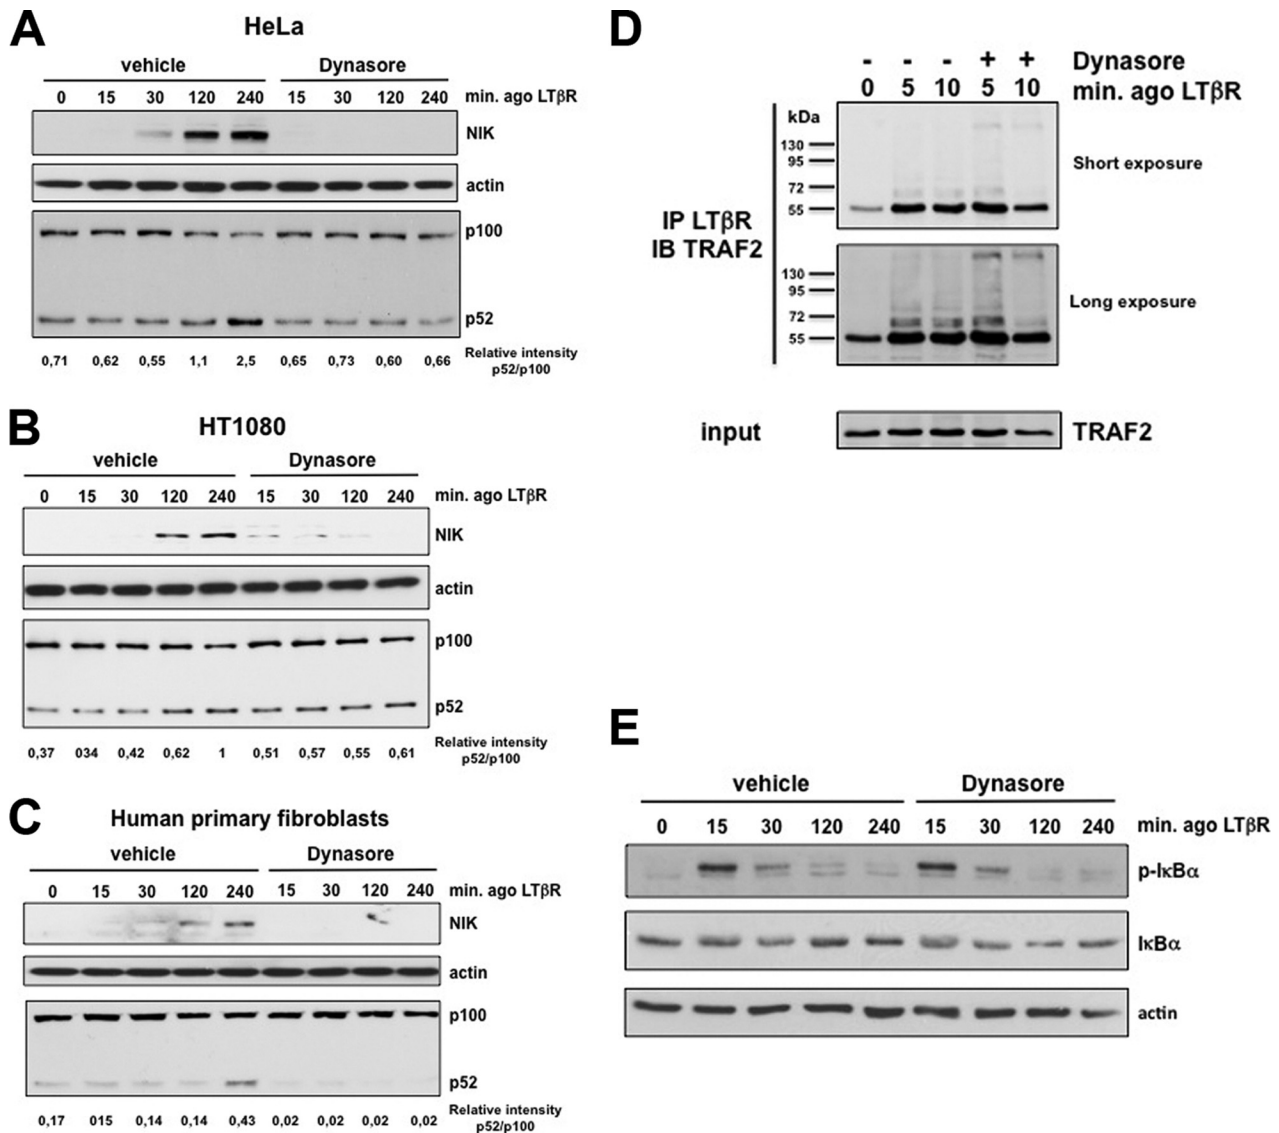 A
HeLa
vehicle Dynasore
0 15 30 120 240 15 30 120 240 min. ago LTβR
NIK
actin
p100
p52
0,71 0,62 0,55 1,1 2,5 0,65 0,73 0,60 0,66 Relative intensity
p52/p100
B
HT1080
vehicle Dynasore
0 15 30 120 240 15 30 120 240 min. ago LTβR
NIK
actin
p100
p52
0,37 034 0,42 0,62 1 0,51 0,57 0,55 0,61 Relative intensity
p52/p100
C
Human primary fibroblasts
vehicle Dynasore
0 15 30 120 240 15 30 120 240 min. ago LTβR
NIK
actin
p100
p52
0,17 015 0,14 0,14 0,43 0,02 0,02 0,02 0,02 Relative intensity
p52/p100
D
- - - + + Dynasore
0 5 10 5 10 min. ago LTβR
kDa
130
95
72
55
Short exposure
IP LTβR
IB TRAF2
130
95
72
55
Long exposure
input TRAF2
E
vehicle Dynasore
0 15 30 120 240 15 30 120 240 min. ago LTβR
p-IκBα
IκBα
actin